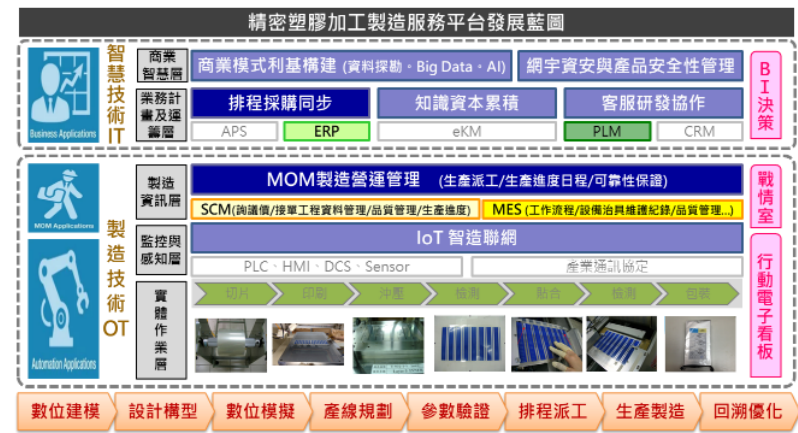 精密塑膠加工製造服務平台發展藍圖
Business Applications
智慧技術IT
商業智慧層
商業模式利基構建 (資料探勘、Big Data、AI)
網宇資安與產品安全性管理
業務計畫及運籌層
排程採購同步
知識資本累積
客服研發協作
APS
ERP
eKM
PLM
CRM
BI決策
MOM Applications
Automation Applications
製造技術OT
製造資訊層
MOM製造營運管理 (生產派工/生產進度日程/可靠性保證)
SCM(詢議價/接單工程資料管理/品質管理/生產進度)
MES (工作流程/設備治具維護紀錄/品質管理...)
監控與感知層
IoT 智造聯網
PLC、HMI、DCS、Sensor
產業通訊協定
實體作業層
切片
印刷
沖壓
檢測
貼合
檢測
包裝
戰情室
行動電子看板
數位建模
設計構型
數位模擬
產線規劃
參數驗證
排程派工
生產製造
回溯優化